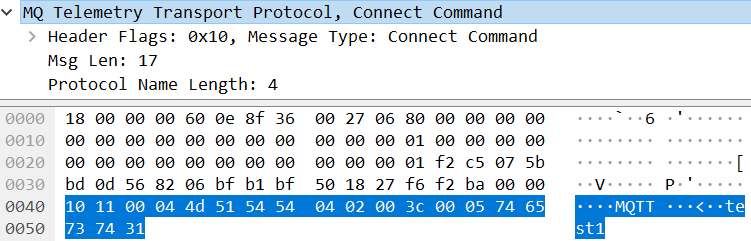 MQ Telemetry Transport Protocol, Connect Command
Header Flags: 0x10, Message Type: Connect Command
Msg Len: 17
Protocol Name Length: 4
0000 18 00 00 00 60 0e 8f 36 00 27 06 80 00 00 00 00 ····`··6 ·'······
0010 00 00 00 00 00 00 00 00 00 00 00 01 00 00 00 00 ········ ········
0020 00 00 00 00 00 00 00 00 00 00 00 01 f2 c5 07 5b ········ ·······[
0030 bd 0d 56 82 06 bf b1 bf 50 18 27 f6 f2 ba 00 00 ··V····· P·'·····
0040 10 11 00 04 4d 51 54 54 04 02 00 3c 00 05 74 65 ····MQTT ···<··te
0050 73 74 31 st1